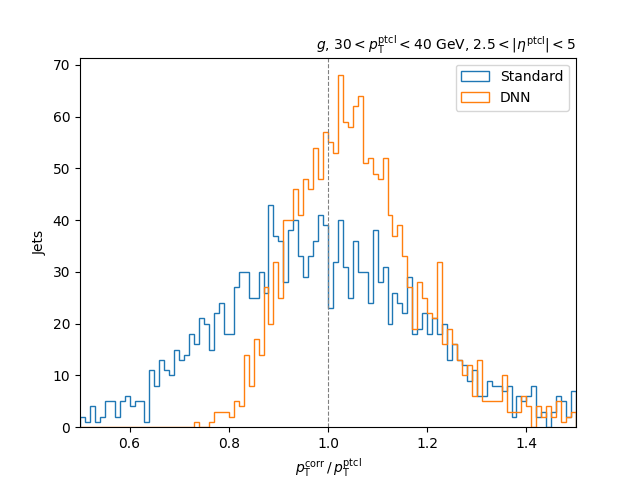 g, 30 < p_T^ptcl < 40 GeV, 2.5 < |η^ptcl| < 5
Standard
DNN
70
60
50
40
30
20
10
0
Jets
0.6 0.8 1.0 1.2 1.4
p_T^corr / p_T^ptcl